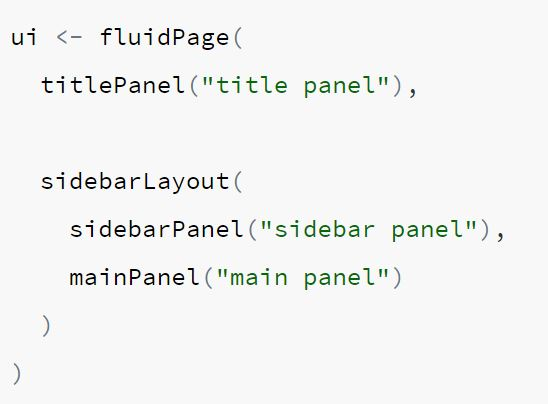 ui <- fluidPage(
  titlePanel("title panel"),

  sidebarLayout(
    sidebarPanel("sidebar panel"),
    mainPanel("main panel")
  )
)